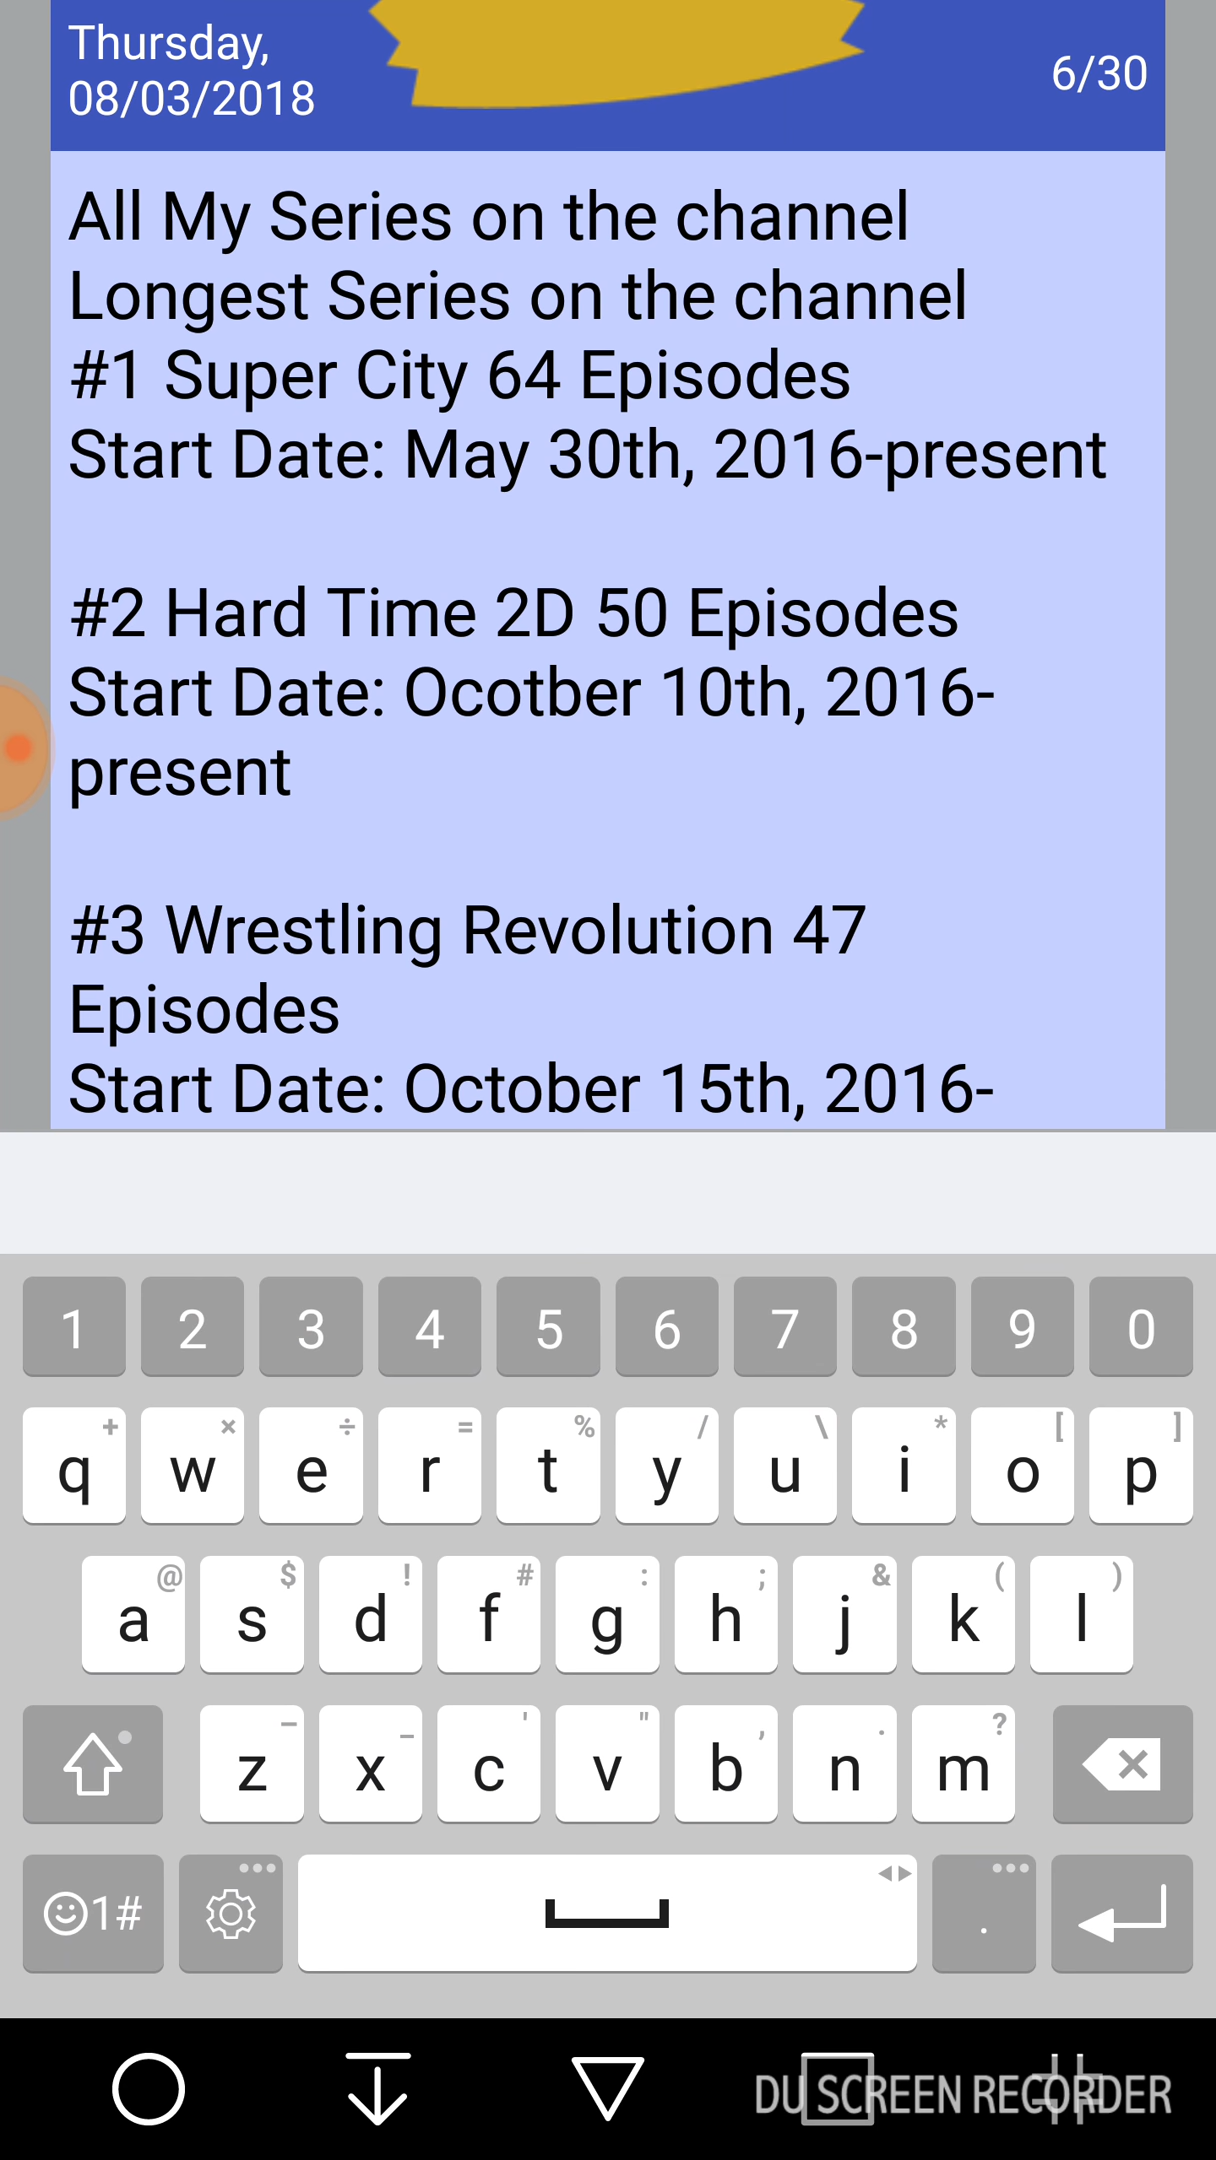 Thursday,
08/03/2018
6/30
All My Series on the channel
Longest Series on the channel
#1 Super City 64 Episodes
Start Date: May 30th, 2016-present
#2 Hard Time 2D 50 Episodes
Start Date: Ocotber 10th, 2016-
present
#3 Wrestling Revolution 47
Episodes
Start Date: October 15th, 2016-
1 2 3 4 5 6 7 8 9 0
+ × ÷ = % / \ * [ ]
q w e r t y u i o p
@ $ ! # : ; & ( )
a s d f g h j k l
– _ ' " , . ?
z x c v b n m
1# .
DU SCREEN RECORDER